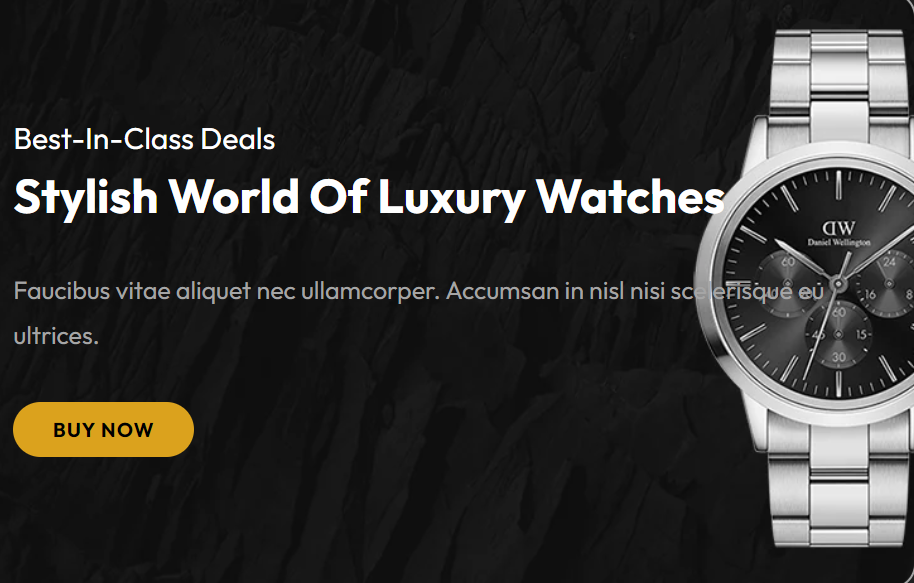 Best-In-Class Deals
Stylish World Of Luxury Watches
DW
Daniel Wellington
60
24
Faucibus vitae aliquet nec ullamcorper. Accumsan in nisl nisi scelerisque eu
16
8
60
45
15
30
ultrices.
BUY NOW